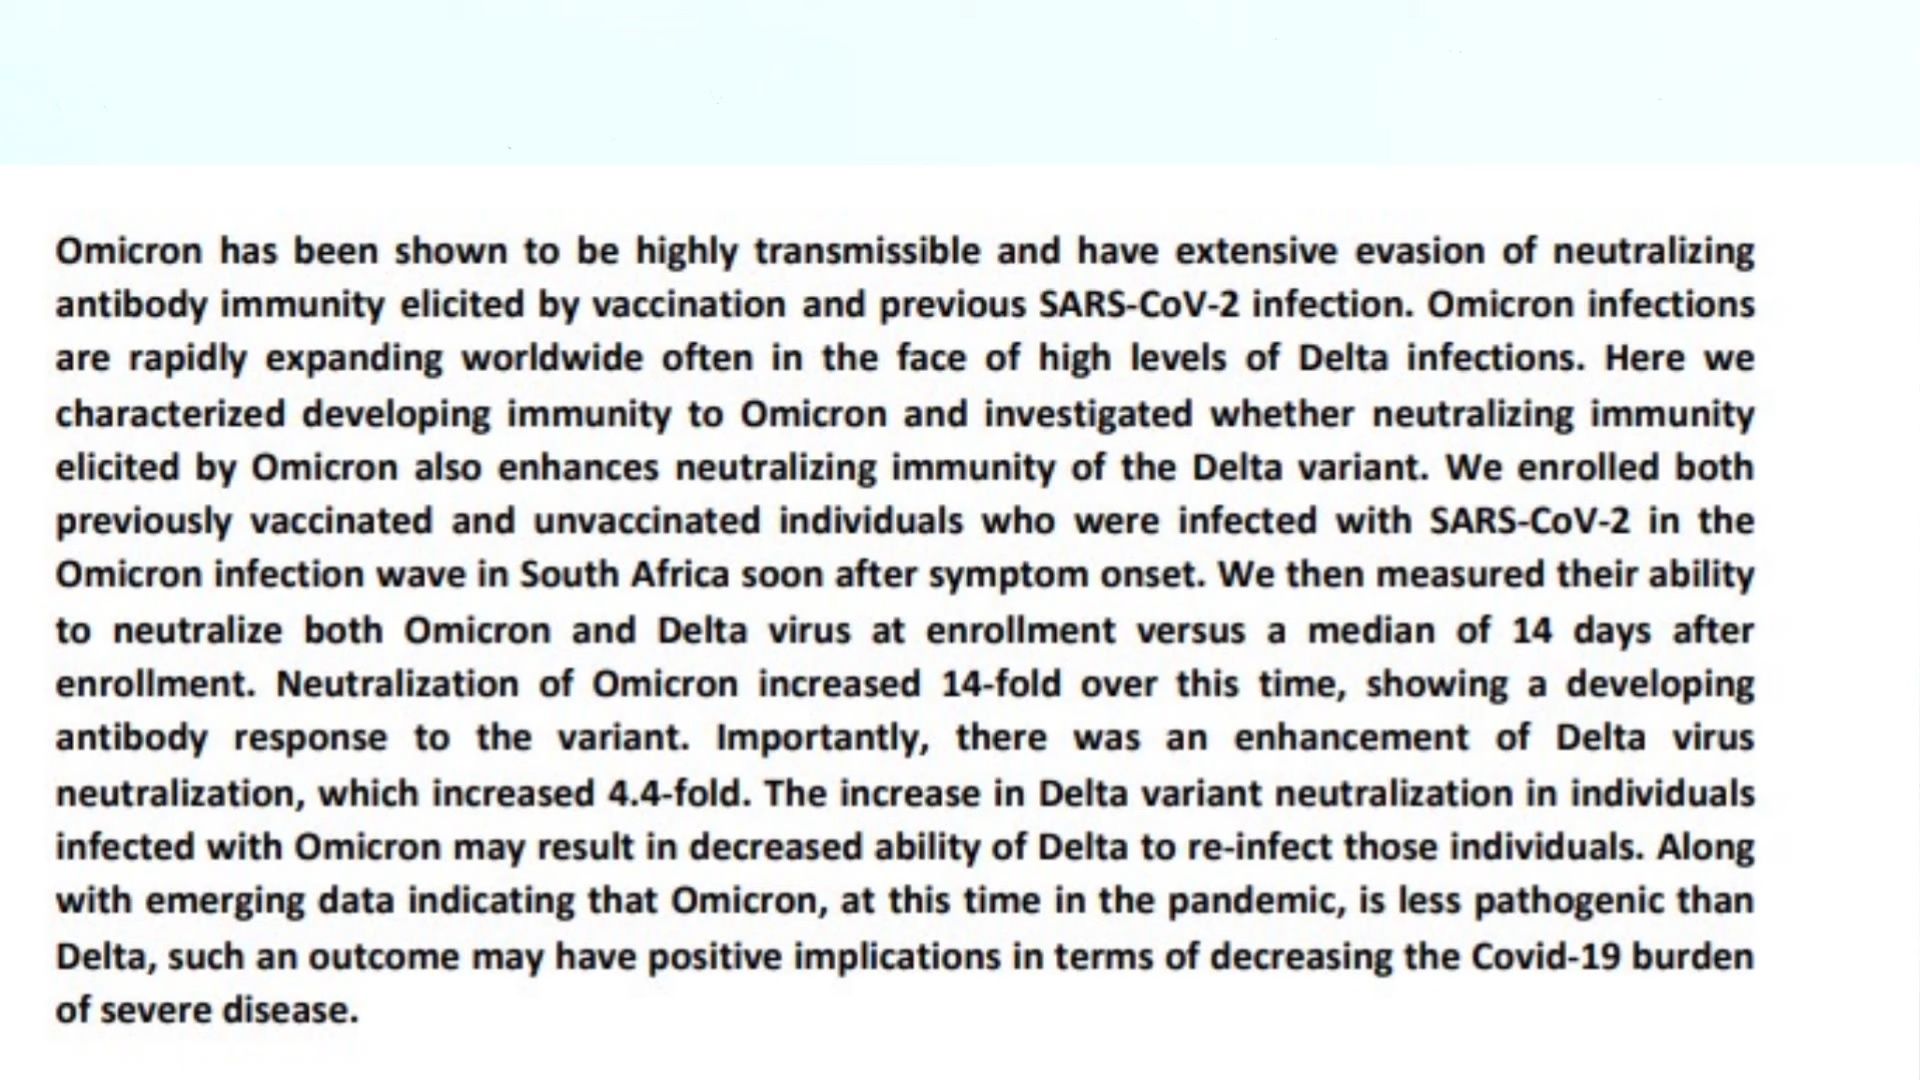 Omicron has been shown to be highly transmissible and have extensive evasion of neutralizing
antibody immunity elicited by vaccination and previous SARS-CoV-2 infection. Omicron infections
are rapidly expanding worldwide often in the face of high levels of Delta infections. Here we
characterized developing immunity to Omicron and investigated whether neutralizing immunity
elicited by Omicron also enhances neutralizing immunity of the Delta variant. We enrolled both
previously vaccinated and unvaccinated individuals who were infected with SARS-CoV-2 in the
Omicron infection wave in South Africa soon after symptom onset. We then measured their ability
to neutralize both Omicron and Delta virus at enrollment versus a median of 14 days after
enrollment. Neutralization of Omicron increased 14-fold over this time, showing a developing
antibody response to the variant. Importantly, there was an enhancement of Delta virus
neutralization, which increased 4.4-fold. The increase in Delta variant neutralization in individuals
infected with Omicron may result in decreased ability of Delta to re-infect those individuals. Along
with emerging data indicating that Omicron, at this time in the pandemic, is less pathogenic than
Delta, such an outcome may have positive implications in terms of decreasing the Covid-19 burden
of severe disease.